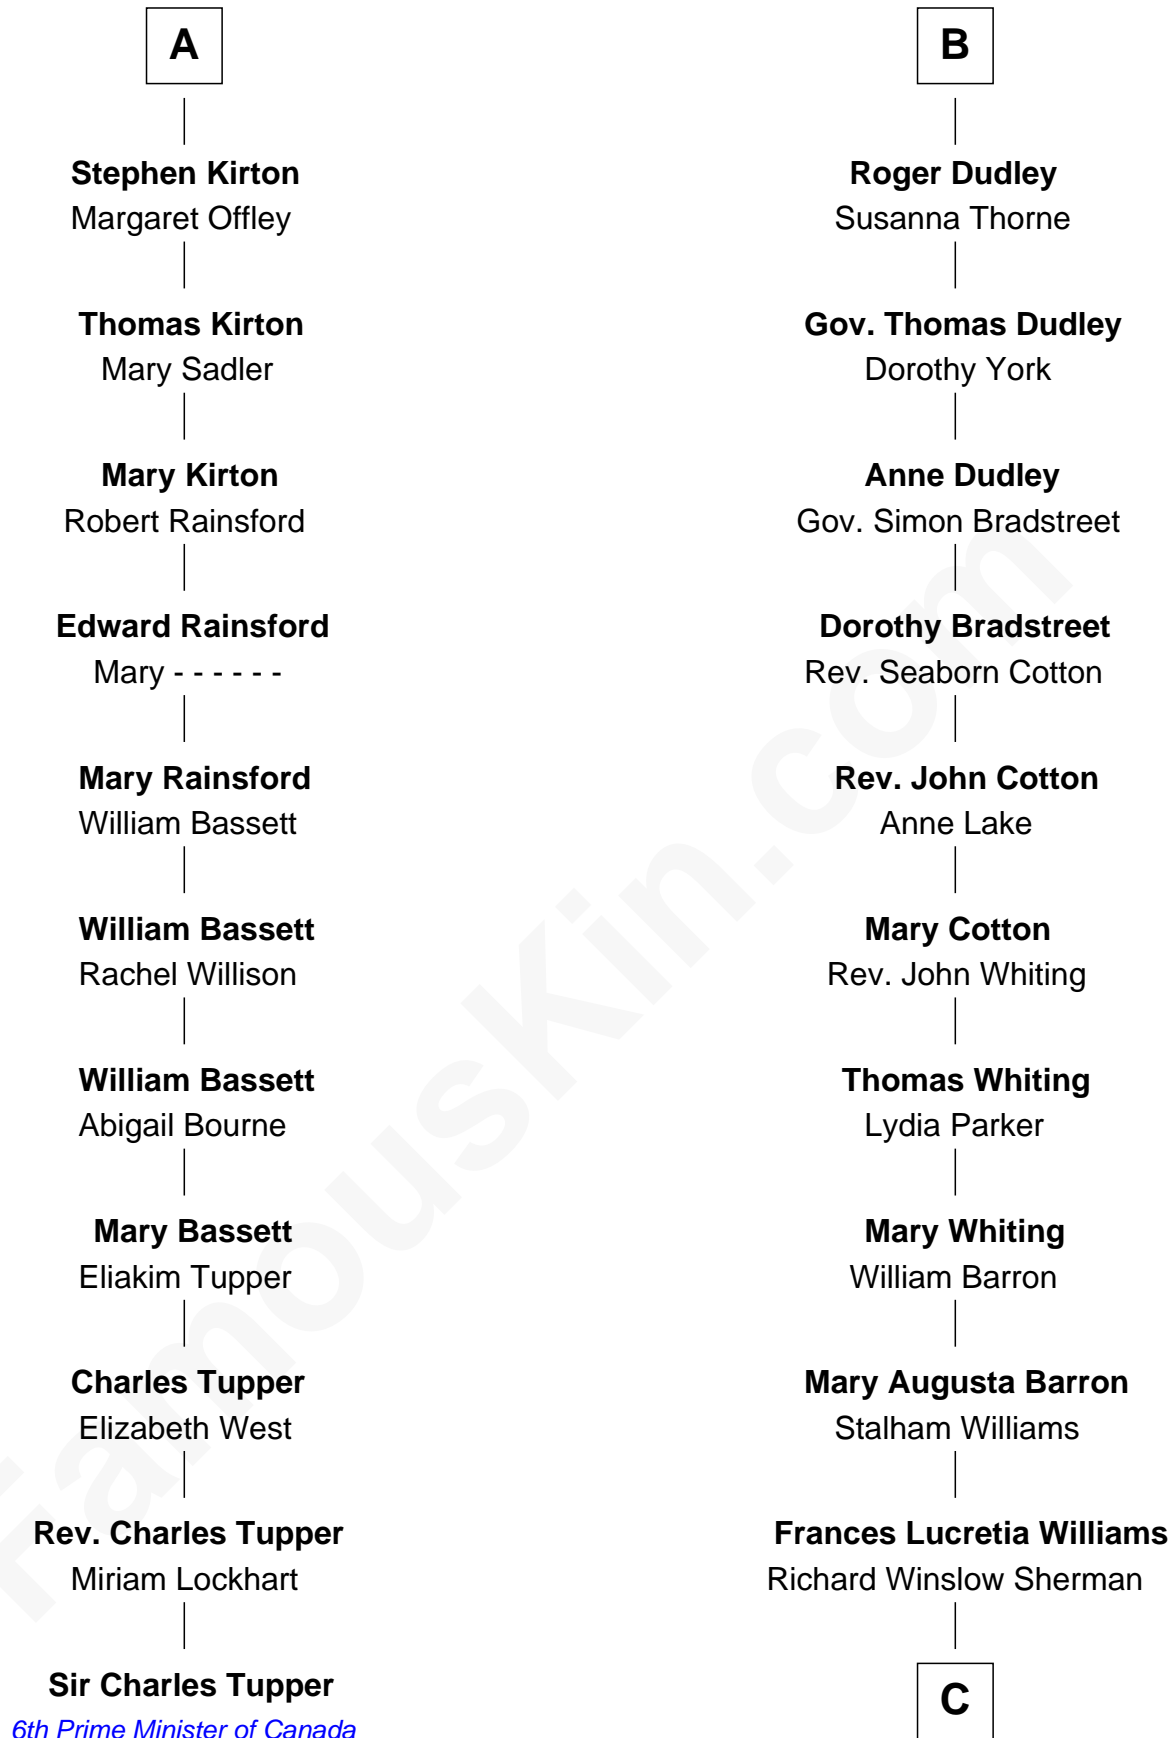 A
Stephen Kirton
Margaret Offley
Thomas Kirton
Mary Sadler
Mary Kirton
Robert Rainsford
Edward Rainsford
Mary - - - - - -
Mary Rainsford
William Bassett
William Bassett
Rachel Willison
William Bassett
Abigail Bourne
Mary Bassett
Eliakim Tupper
Charles Tupper
Elizabeth West
Rev. Charles Tupper
Miriam Lockhart
Sir Charles Tupper
6th Prime Minister of Canada
B
Roger Dudley
Susanna Thorne
Gov. Thomas Dudley
Dorothy York
Anne Dudley
Gov. Simon Bradstreet
Dorothy Bradstreet
Rev. Seaborn Cotton
Rev. John Cotton
Anne Lake
Mary Cotton
Rev. John Whiting
Thomas Whiting
Lydia Parker
Mary Whiting
William Barron
Mary Augusta Barron
Stalham Williams
Frances Lucretia Williams
Richard Winslow Sherman
C
FamousKin.com